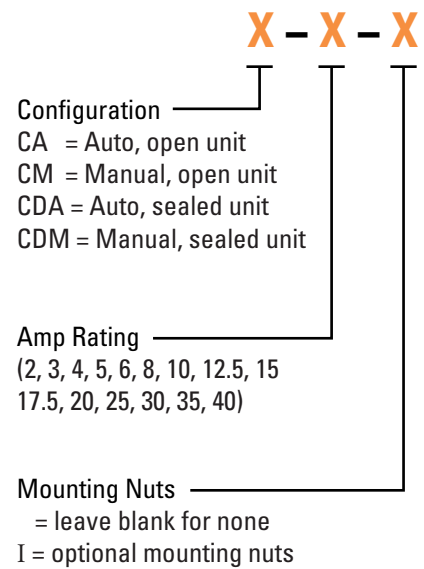 X – X – X
Configuration
CA = Auto, open unit
CM = Manual, open unit
CDA = Auto, sealed unit
CDM = Manual, sealed unit
Amp Rating
(2, 3, 4, 5, 6, 8, 10, 12.5, 15
17.5, 20, 25, 30, 35, 40)
Mounting Nuts
= leave blank for none
I = optional mounting nuts